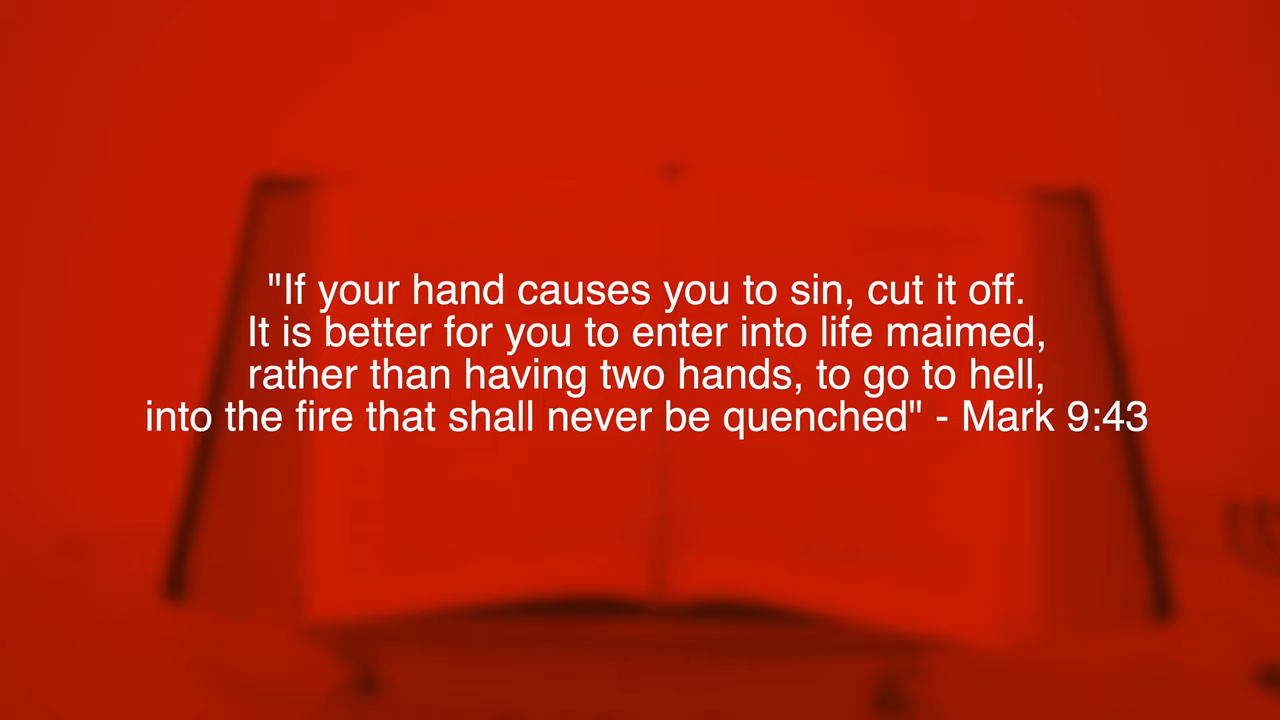 "If your hand causes you to sin, cut it off.
It is better for you to enter into life maimed,
rather than having two hands, to go to hell,
into the fire that shall never be quenched" - Mark 9:43